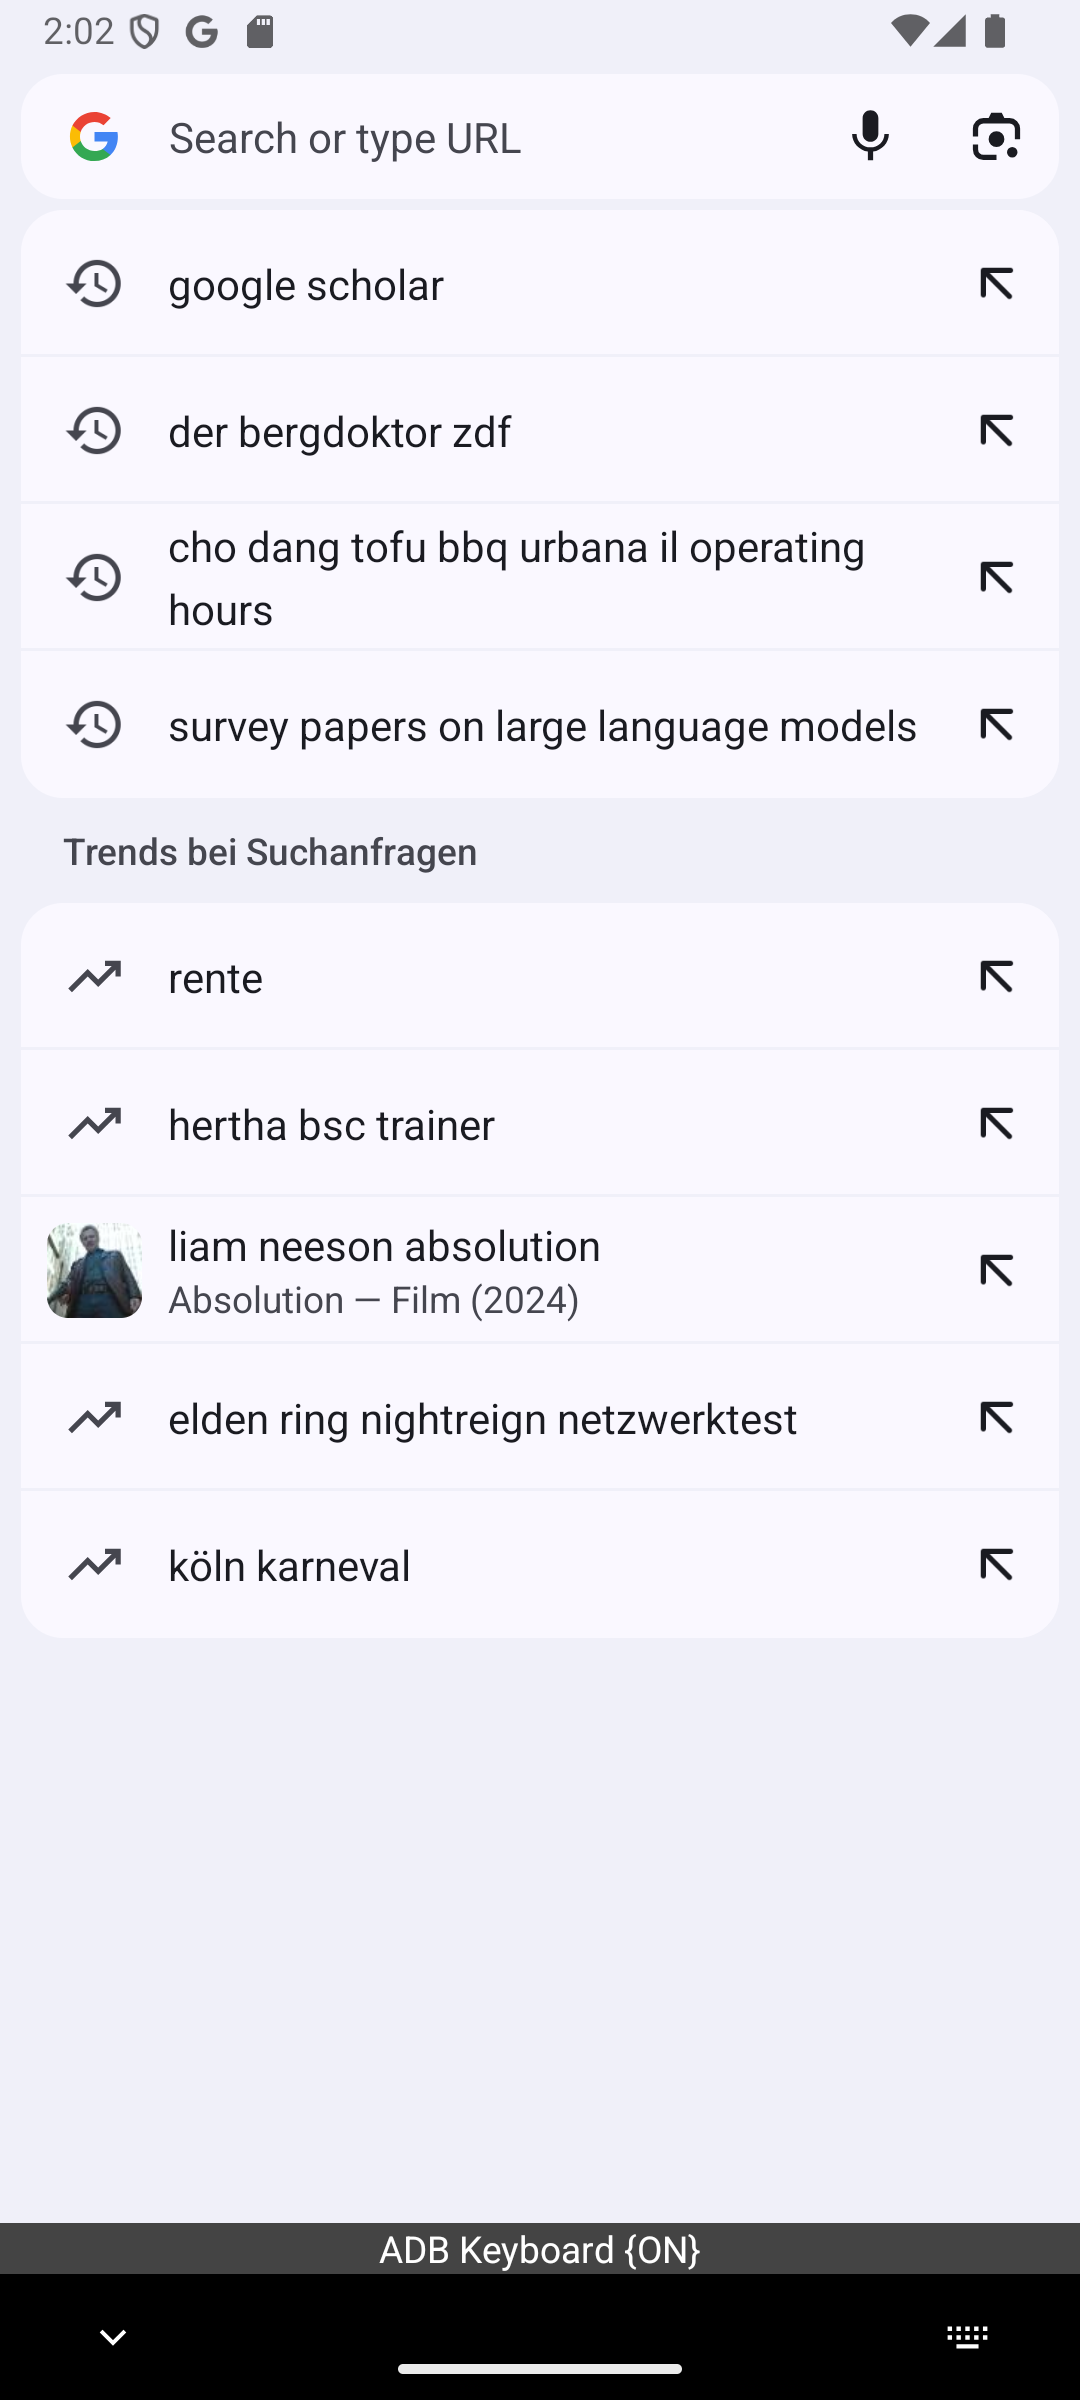 2:02
Search or type URL
google scholar
der bergdoktor zdf
cho dang tofu bbq urbana il operating
hours
survey papers on large language models
Trends bei Suchanfragen
rente
hertha bsc trainer
liam neeson absolution
Absolution — Film (2024)
elden ring nightreign netzwerktest
köln karneval
ADB Keyboard {ON}